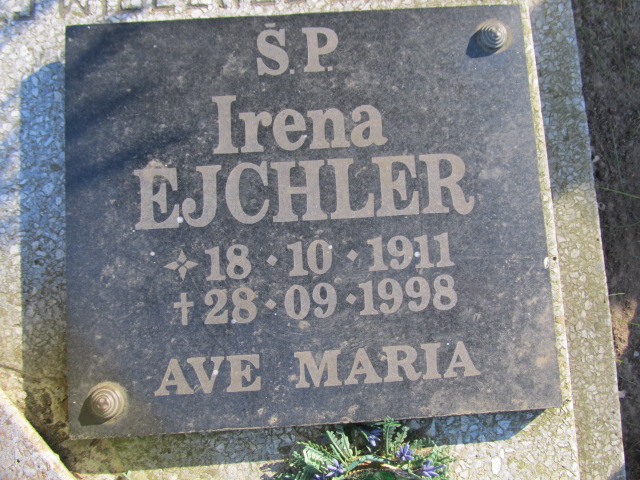 Ś.P.
Irena
EJCHLER
18·10·1911
†28·09·1998
AVE MARIA